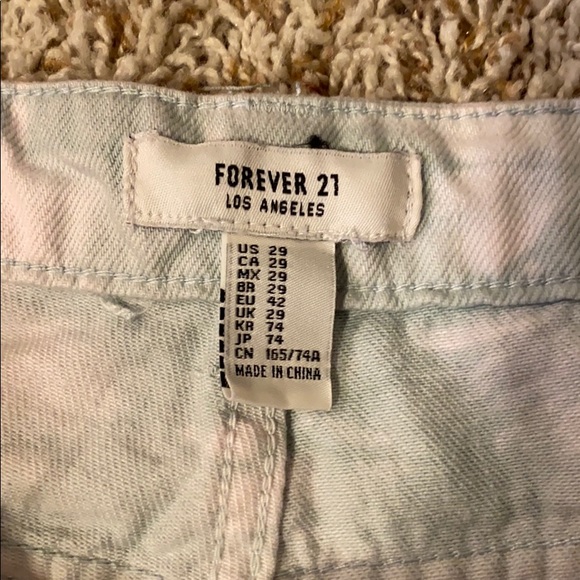 FOREVER 21
LOS ANGELES
US 29
CA 29
MX 29
BR 29
EU 42
UK 29
KR 74
JP 74
CN 165/74A
MADE IN CHINA